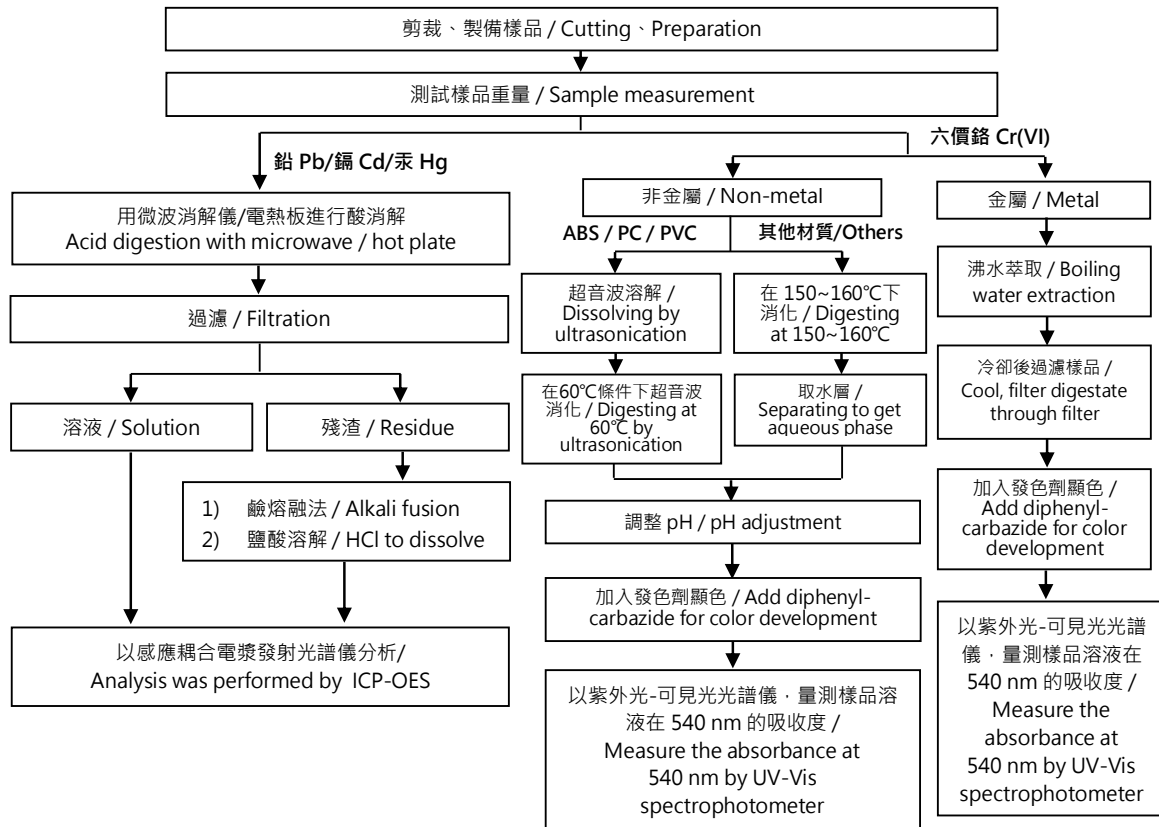 剪裁、製備樣品 / Cutting、Preparation
測試樣品重量 / Sample measurement
鉛 Pb/鎘 Cd/汞 Hg
六價鉻 Cr(VI)
用微波消解儀/電熱板進行酸消解
Acid digestion with microwave / hot plate
過濾 / Filtration
溶液 / Solution
殘渣 / Residue
1) 鹼熔融法 / Alkali fusion
2) 鹽酸溶解 / HCl to dissolve
以感應耦合電漿發射光譜儀分析/
Analysis was performed by ICP-OES
非金屬 / Non-metal
ABS / PC / PVC
其他材質/Others
超音波溶解 /
Dissolving by
ultrasonication
在60℃條件下超音波
消化 / Digesting at
60℃ by
ultrasonication
在 150~160℃下
消化 / Digesting
at 150~160℃
取水層 /
Separating to get
aqueous phase
調整 pH / pH adjustment
加入發色劑顯色 / Add diphenyl-
carbazide for color development
以紫外光-可見光光譜儀，量測樣品溶
液在 540 nm 的吸收度 /
Measure the absorbance at
540 nm by UV-Vis
spectrophotometer
金屬 / Metal
沸水萃取 / Boiling
water extraction
冷卻後過濾樣品 /
Cool, filter digestate
through filter
加入發色劑顯色 /
Add diphenyl-
carbazide for color
development
以紫外光-可見光光譜
儀，量測樣品溶液在
540 nm 的吸收度 /
Measure the
absorbance at
540 nm by UV-Vis
spectrophotometer